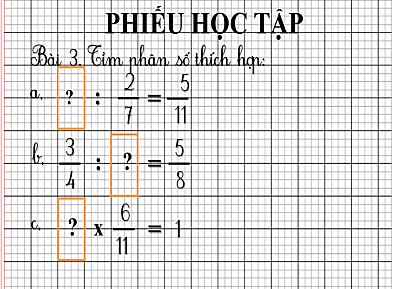 PHIẾU HỌC TẬP
Bài 3. Tìm phân số thích hợp:
a. ? : 2/7 = 5/11
b. 3/4 : ? = 5/8
c. ? x 6/11 = 1